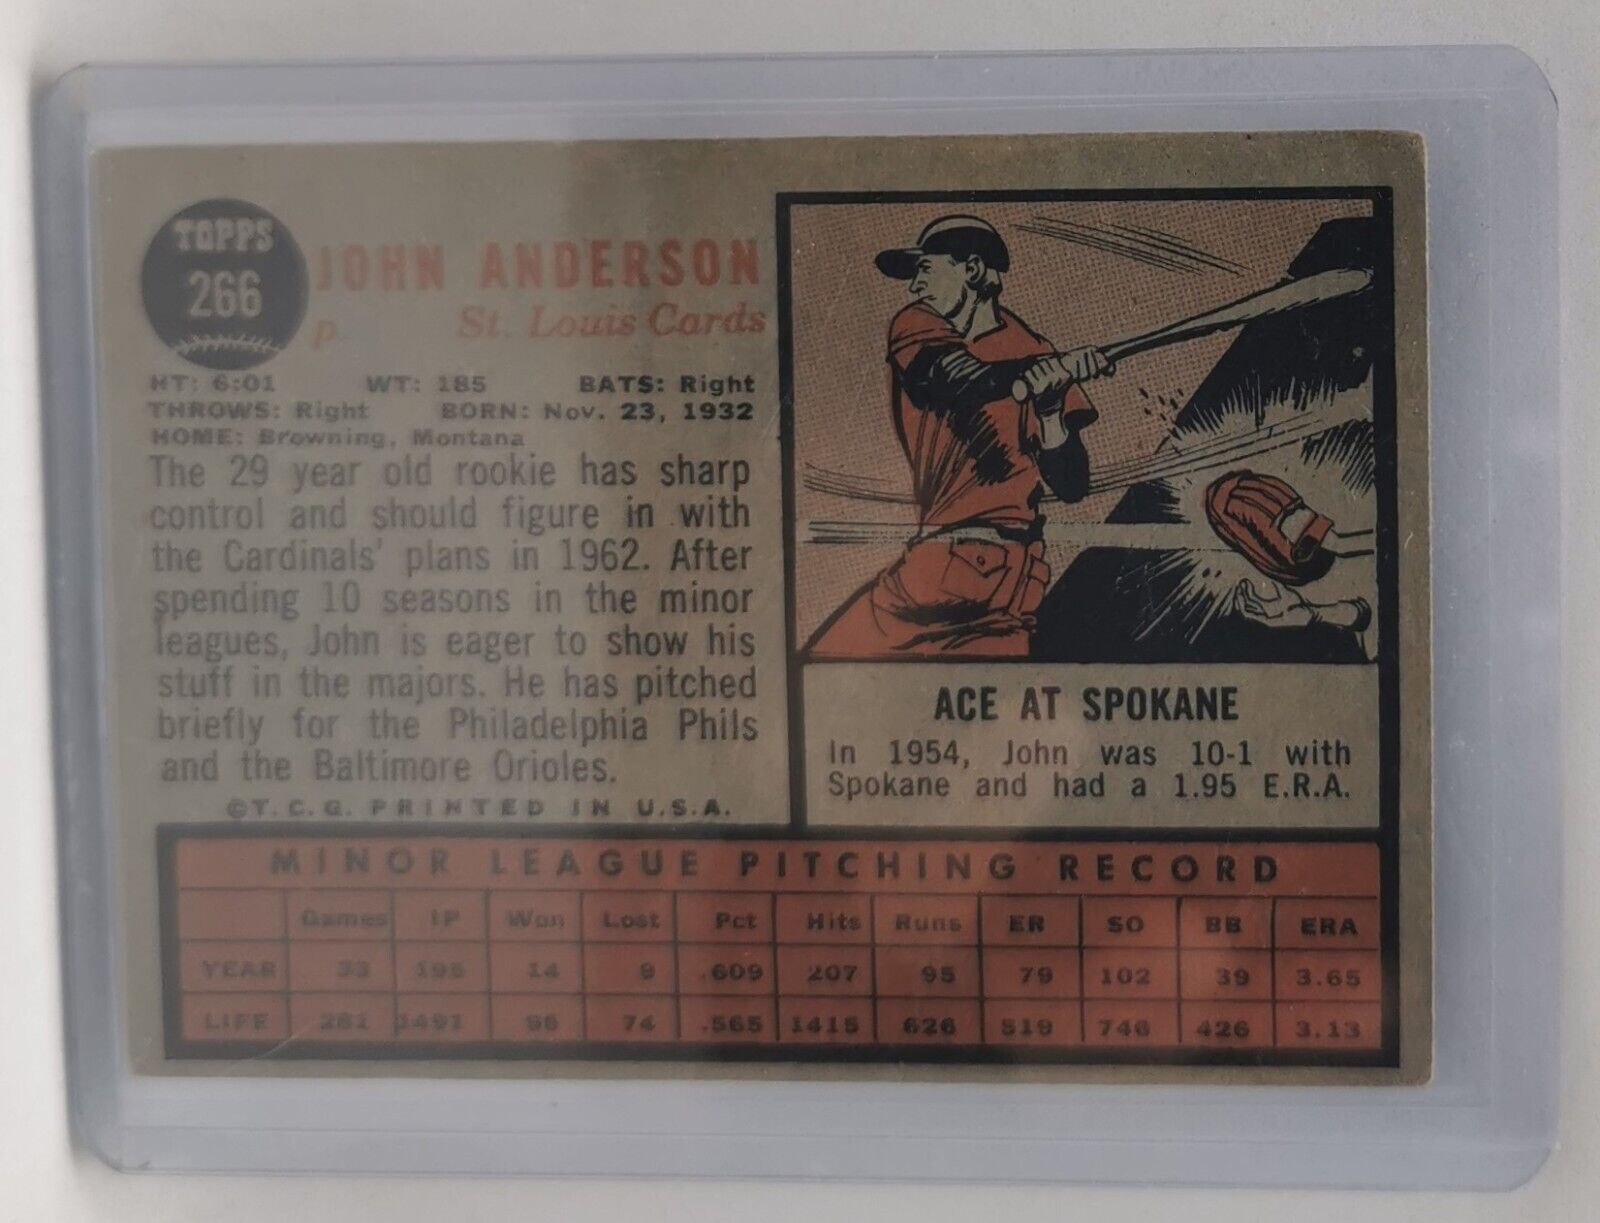 TOPPS
266
JOHN ANDERSON
p St. Louis Cards
HT: 6:01 WT: 185 BATS: Right
THROWS: Right BORN: Nov. 23, 1932
HOME: Browning, Montana
The 29 year old rookie has sharp
control and should figure in with
the Cardinals' plans in 1962. After
spending 10 seasons in the minor
leagues, John is eager to show his
stuff in the majors. He has pitched
briefly for the Philadelphia Phils
and the Baltimore Orioles.
©T.C.G. PRINTED IN U.S.A.
ACE AT SPOKANE
In 1954, John was 10-1 with
Spokane and had a 1.95 E.R.A.
MINOR LEAGUE PITCHING RECORD
Games IP Won Lost Pct Hits Runs ER SO BB ERA
YEAR 33 195 14 9 .609 207 95 79 102 39 3.65
LIFE 281 1491 96 74 .565 1415 626 519 746 426 3.13